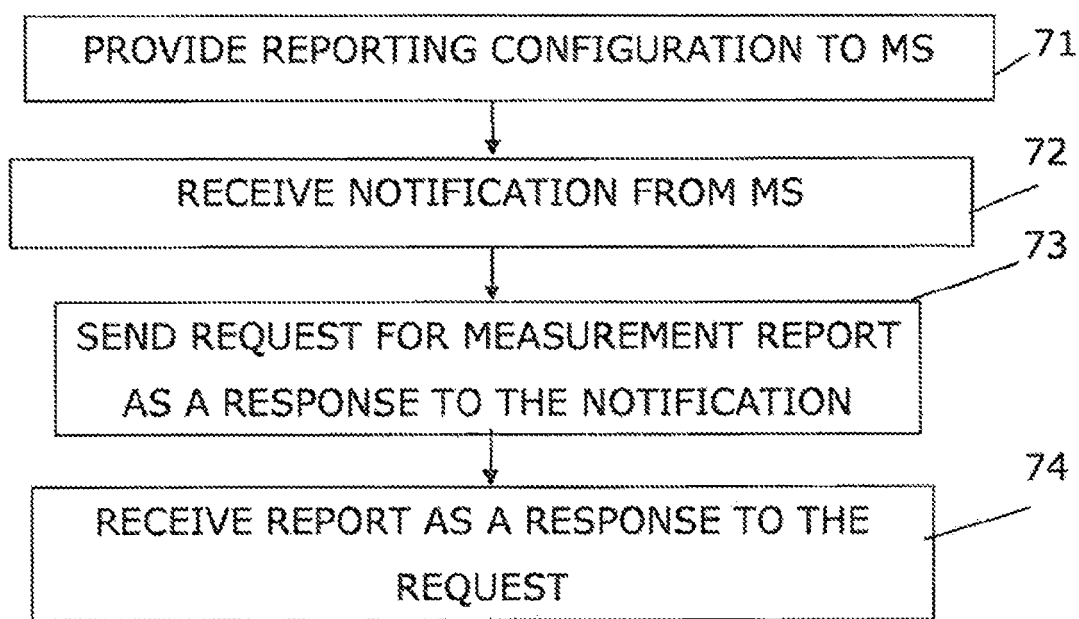 PROVIDE REPORTING CONFIGURATION TO MS
71
RECEIVE NOTIFICATION FROM MS
72
73
SEND REQUEST FOR MEASUREMENT REPORT
AS A RESPONSE TO THE NOTIFICATION
74
RECEIVE REPORT AS A RESPONSE TO THE
REQUEST